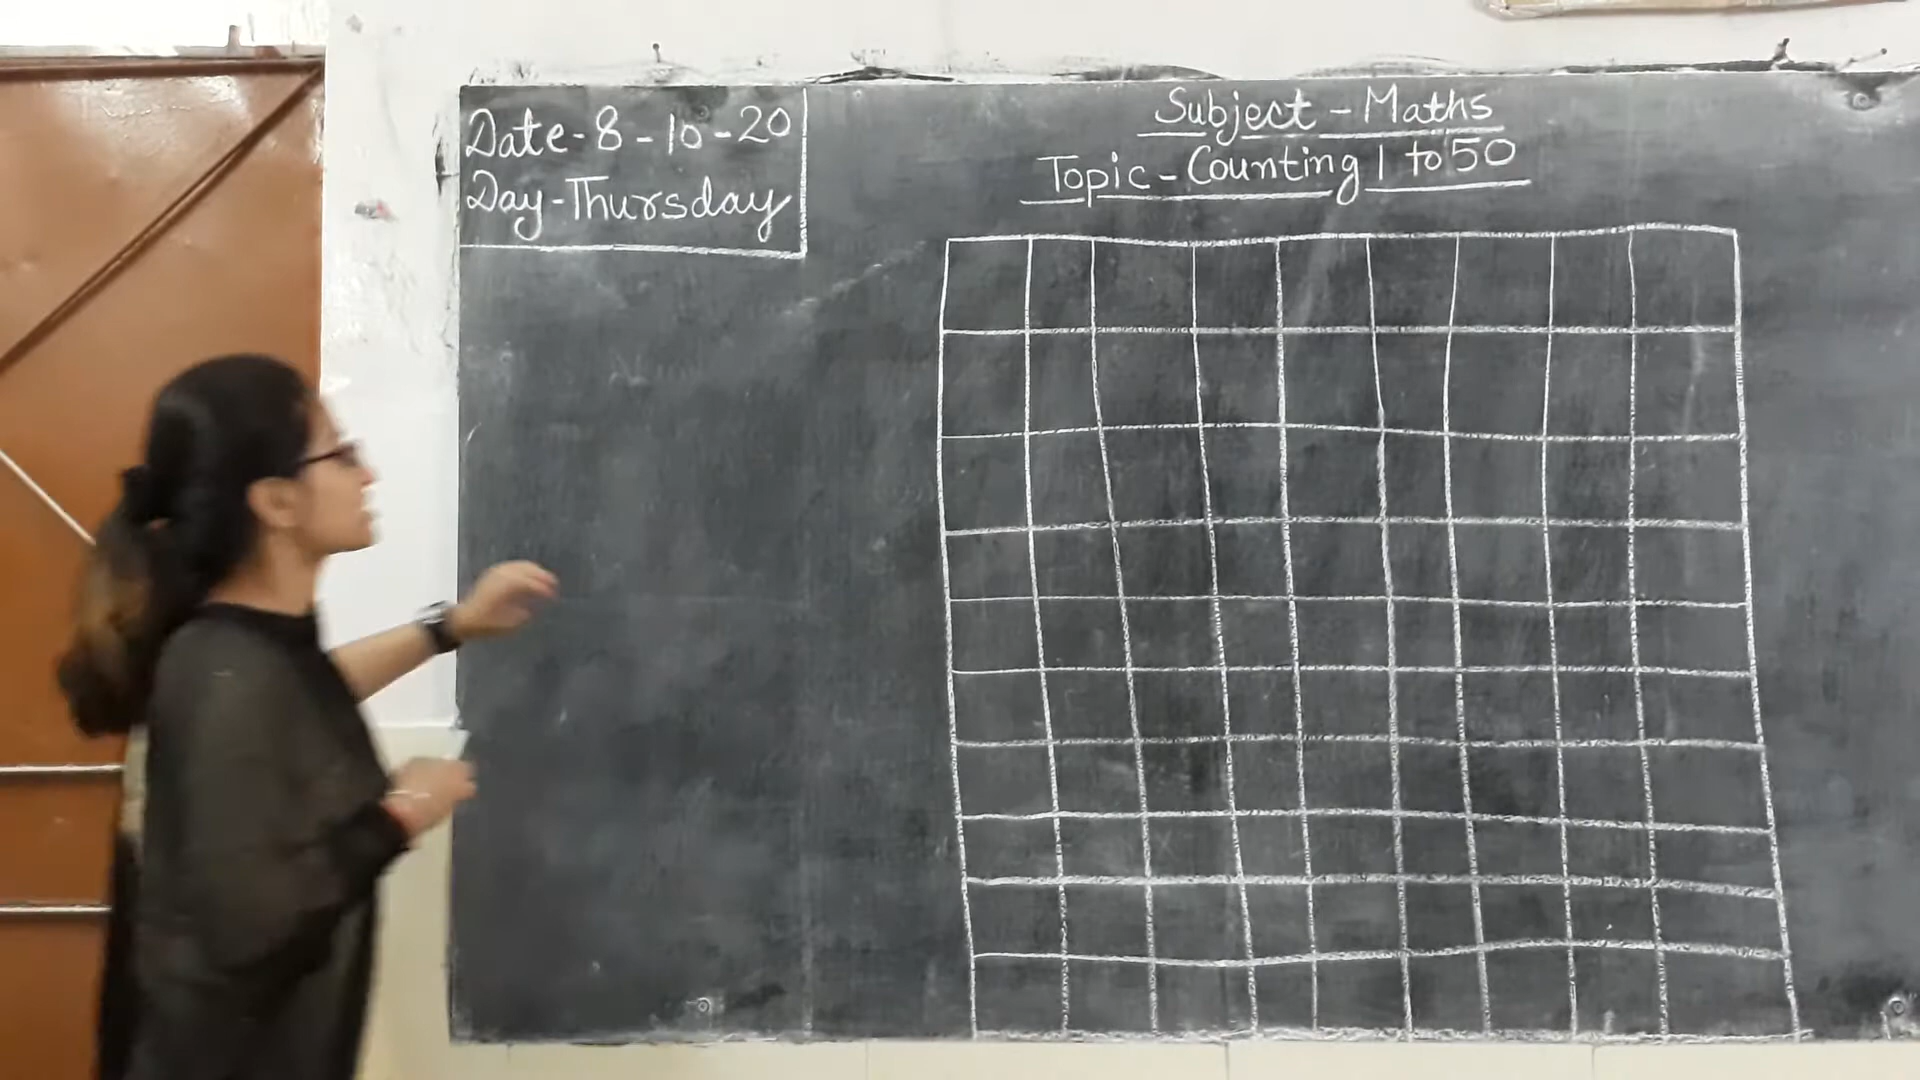 Date-8-10-20
Day-Thursday
Subject-Maths
Topic-Counting 1 to 50